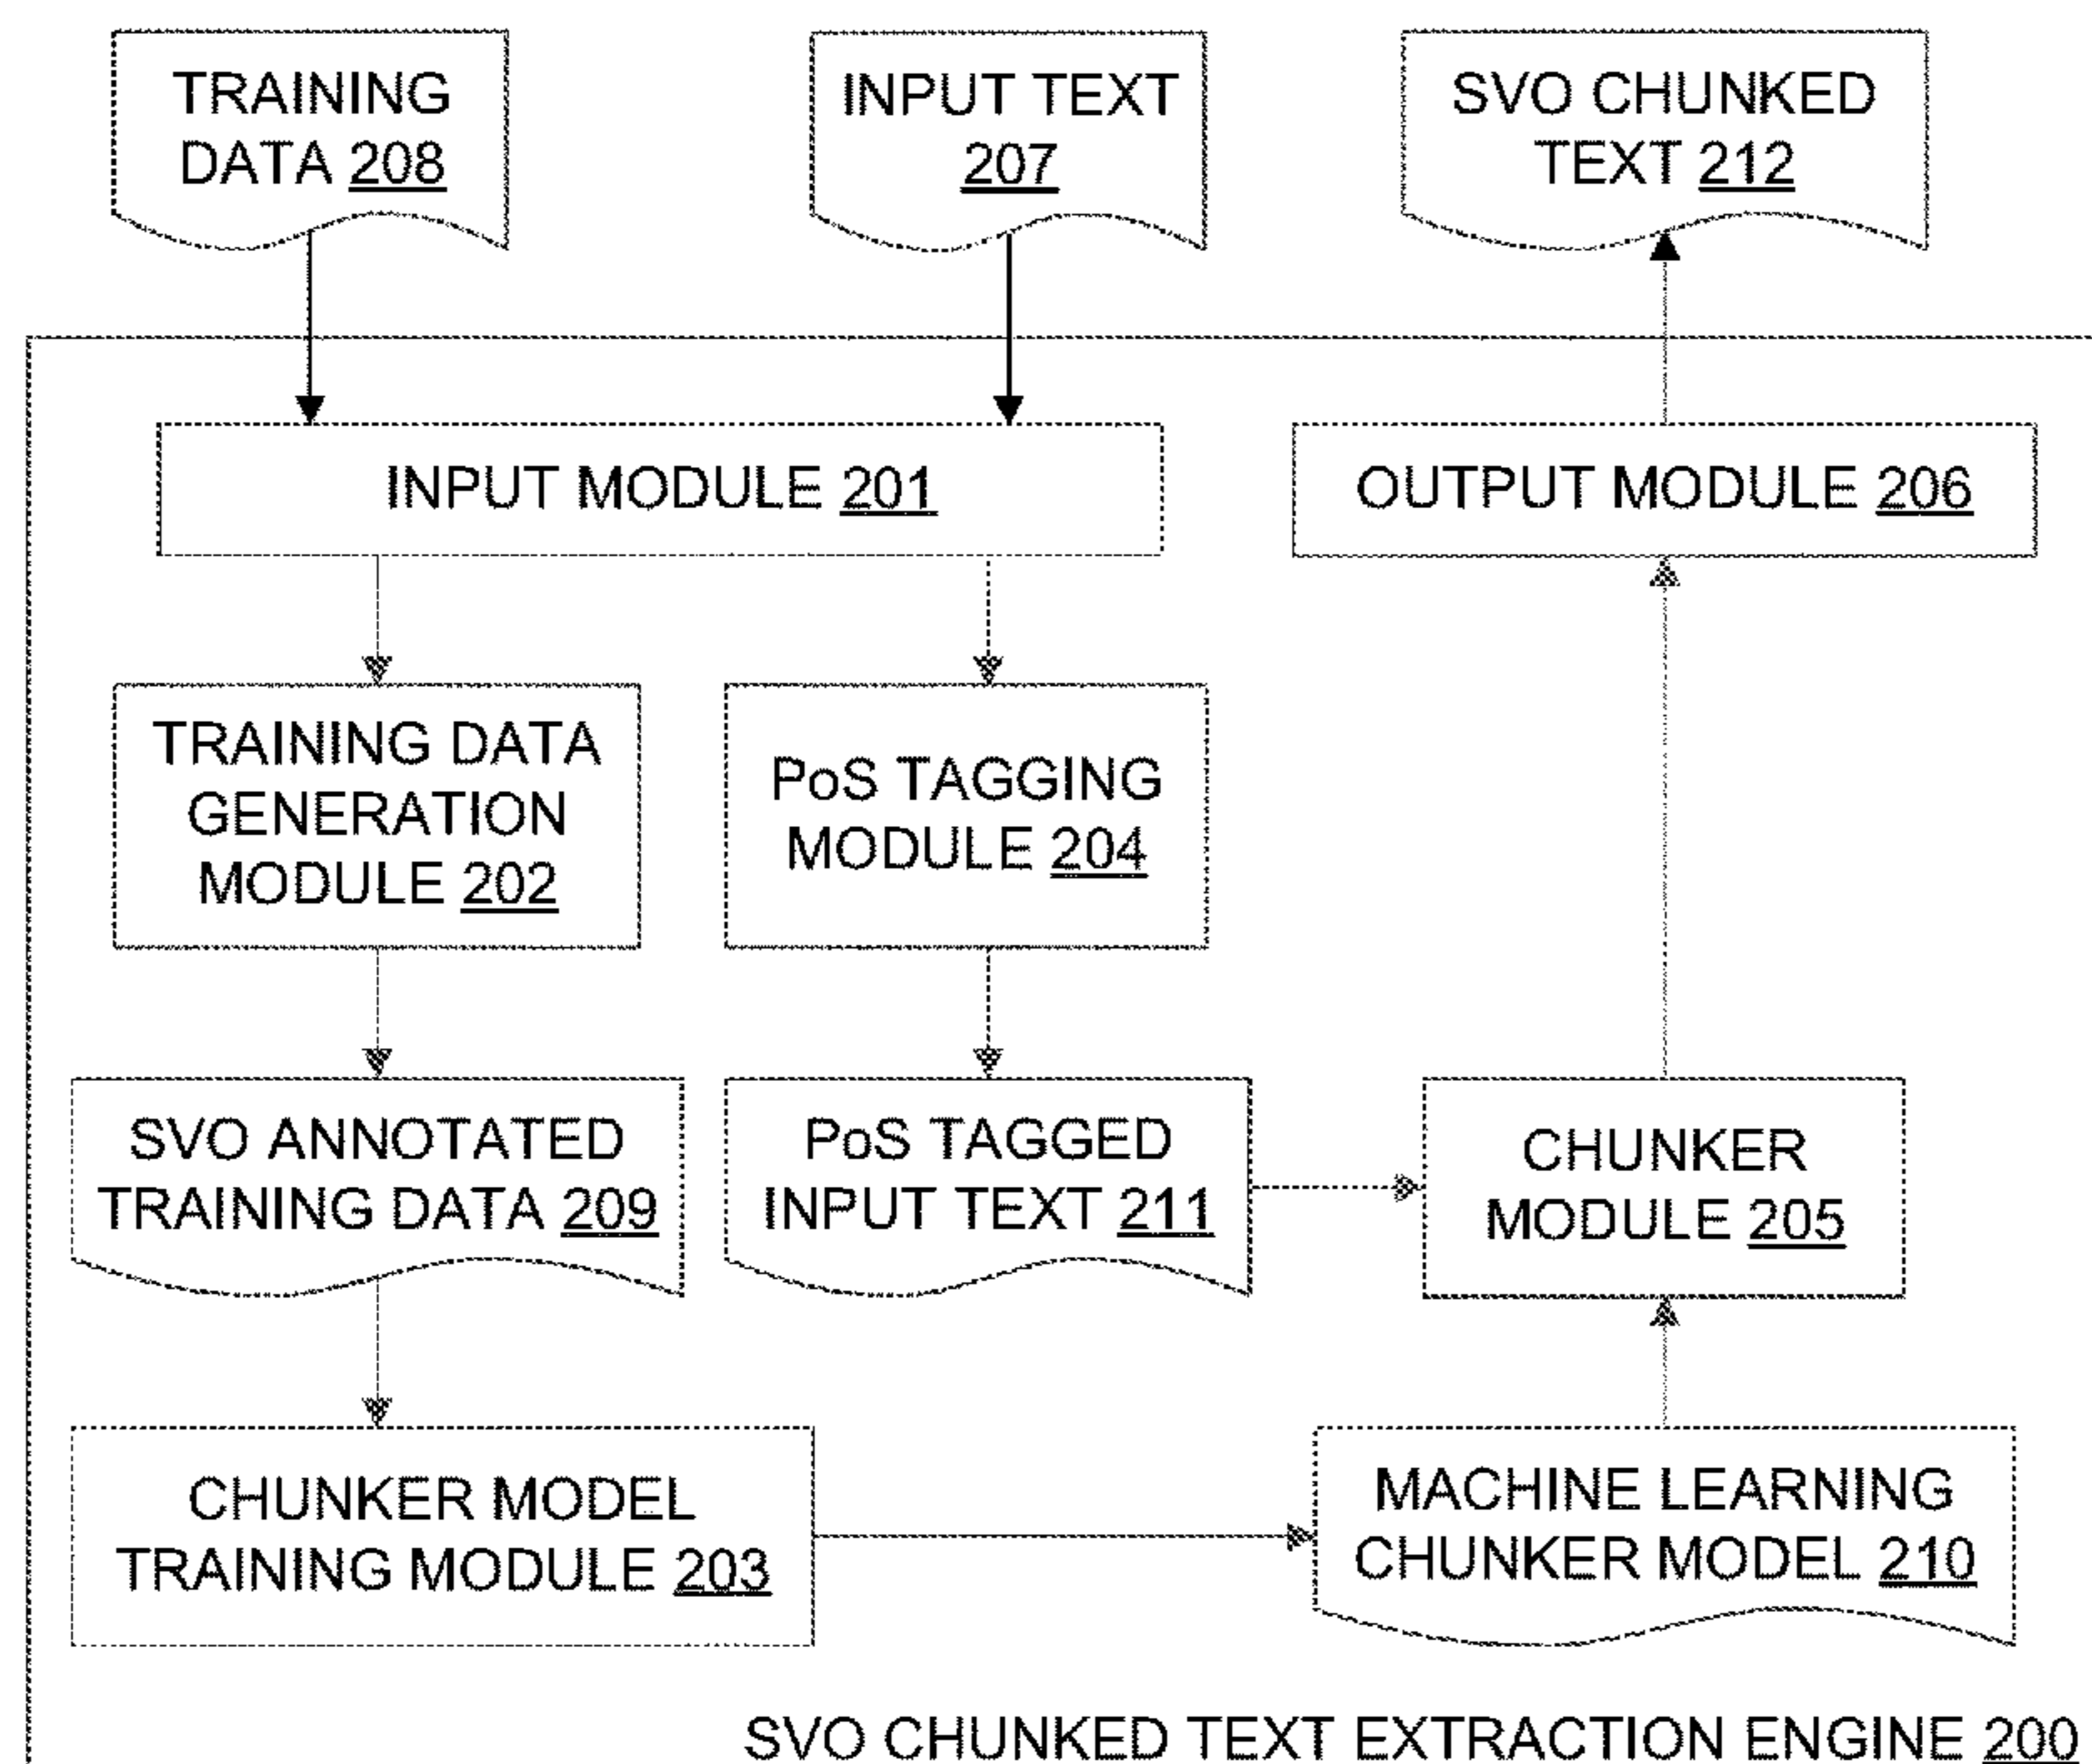 TRAINING
DATA 208
INPUT TEXT
207
SVO CHUNKED
TEXT 212
INPUT MODULE 201
OUTPUT MODULE 206
TRAINING DATA
GENERATION
MODULE 202
PoS TAGGING
MODULE 204
SVO ANNOTATED
TRAINING DATA 209
PoS TAGGED
INPUT TEXT 211
CHUNKER
MODULE 205
CHUNKER MODEL
TRAINING MODULE 203
MACHINE LEARNING
CHUNKER MODEL 210
SVO CHUNKED TEXT EXTRACTION ENGINE 200